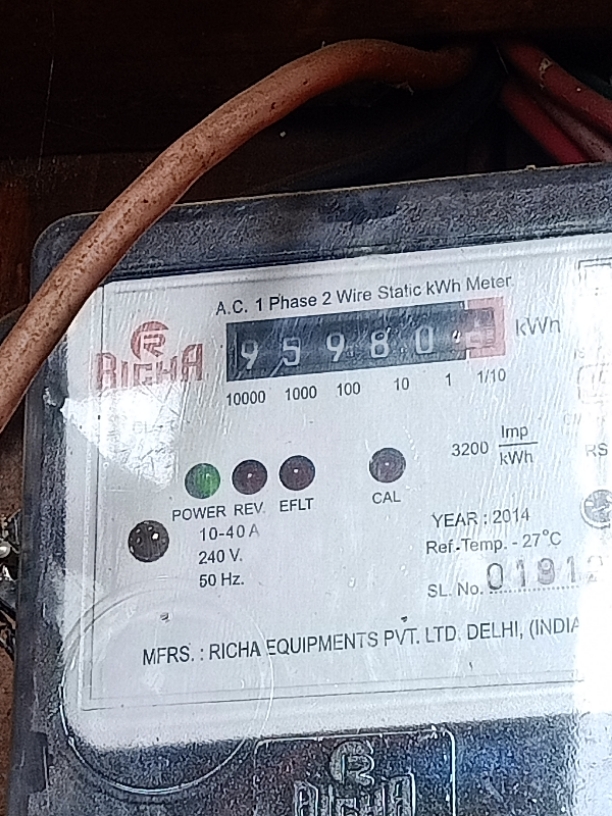 A.C. 1 Phase 2 Wire Static kWh Meter
RICHA
9 5 9 8 0
kWh
10000 1000 100 10 1 1/10
3200 Imp/kWh
POWER REV. EFLT CAL
10-40 A
240 V.
50 Hz.
YEAR : 2014
Ref-Temp. - 27°C
SL. No.
MFRS. : RICHA EQUIPMENTS PVT. LTD. DELHI, (INDIA
RICHA